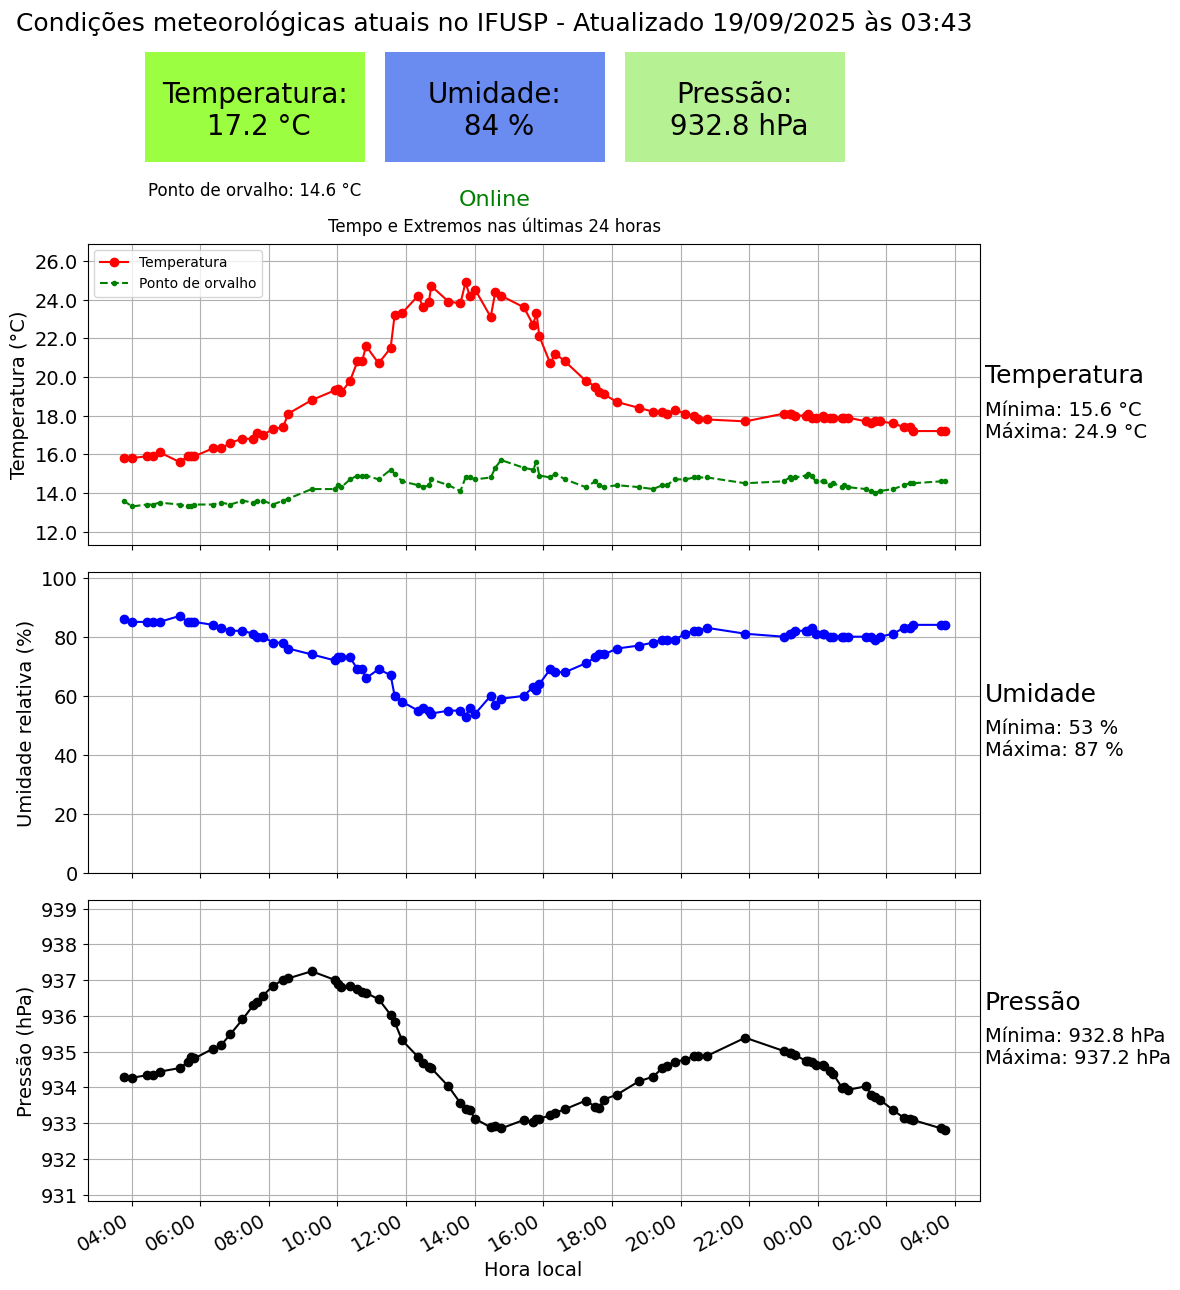 Condições meteorológicas atuais no IFUSP - Atualizado 19/09/2025 às 03:43
Temperatura:
17.2 °C
Umidade:
84 %
Pressão:
932.8 hPa
Ponto de orvalho: 14.6 °C
Online
Tempo e Extremos nas últimas 24 horas
Temperatura (°C)
26.0
24.0
22.0
20.0
18.0
16.0
14.0
12.0
Temperatura
Ponto de orvalho
Temperatura
Mínima: 15.6 °C
Máxima: 24.9 °C
Umidade relativa (%)
100
80
60
40
20
0
Umidade
Mínima: 53 %
Máxima: 87 %
Pressão (hPa)
939
938
937
936
935
934
933
932
931
Pressão
Mínima: 932.8 hPa
Máxima: 937.2 hPa
04:00 06:00 08:00 10:00 12:00 14:00 16:00 18:00 20:00 22:00 00:00 02:00 04:00
Hora local